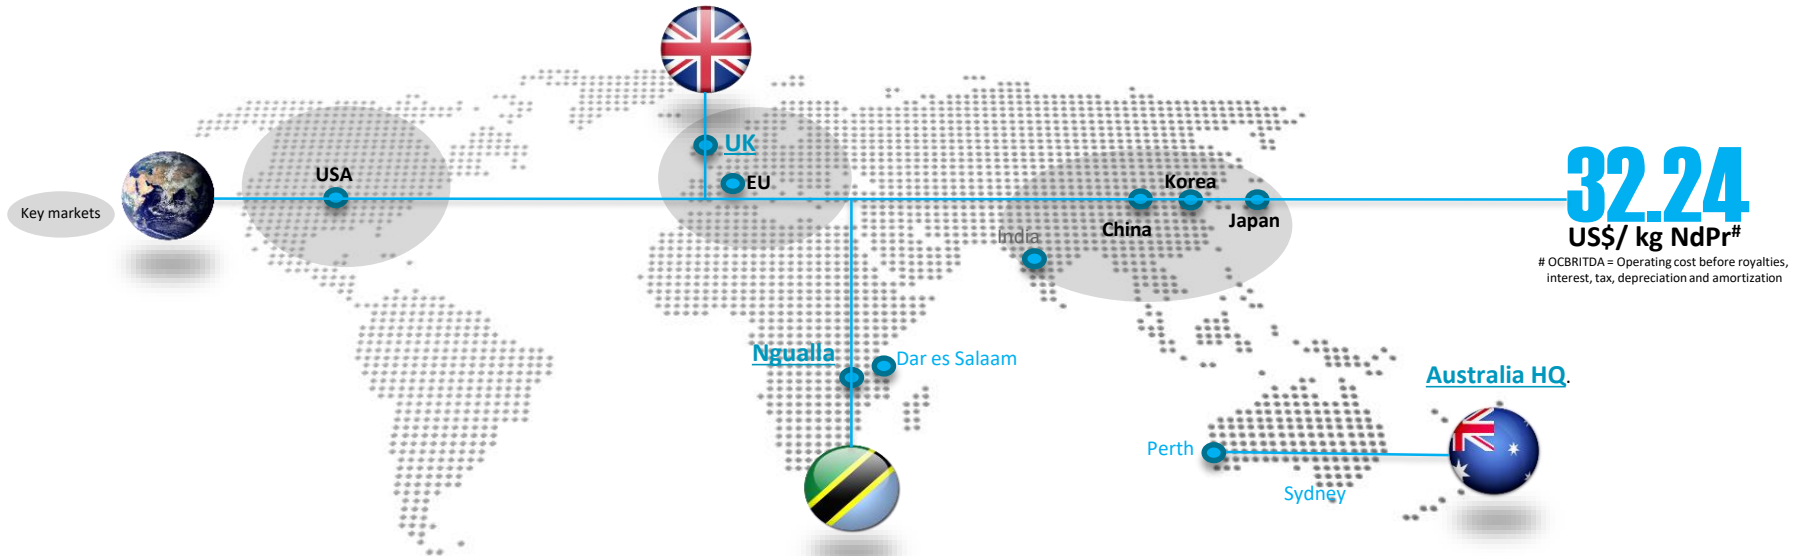 Key markets
USA
UK
EU
Korea
China
Japan
India
32.24
US$/ kg NdPr#
# OCBRITDA = Operating cost before royalties,
interest, tax, depreciation and amortization
Ngualla
Dar es Salaam
Australia HQ.
Perth
Sydney